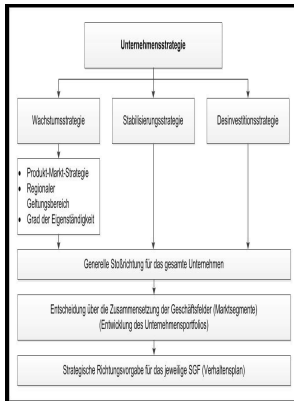 Unternehmensstrategie
Wachstumsstrategie
Stabilisierungsstrategie
Desinvestitionsstrategie
• Produkt-Markt-Strategie
• Regionaler
Geltungsbereich
• Grad der Eigenständigkeit
Generelle Stoßrichtung für das gesamte Unternehmen
Entscheidung über die Zusammensetzung der Geschäftsfelder (Marktsegmente)
(Entwicklung des Unternehmensportfolios)
Strategische Richtungsvorgabe für das jeweilige SGF (Verhaltensplan)